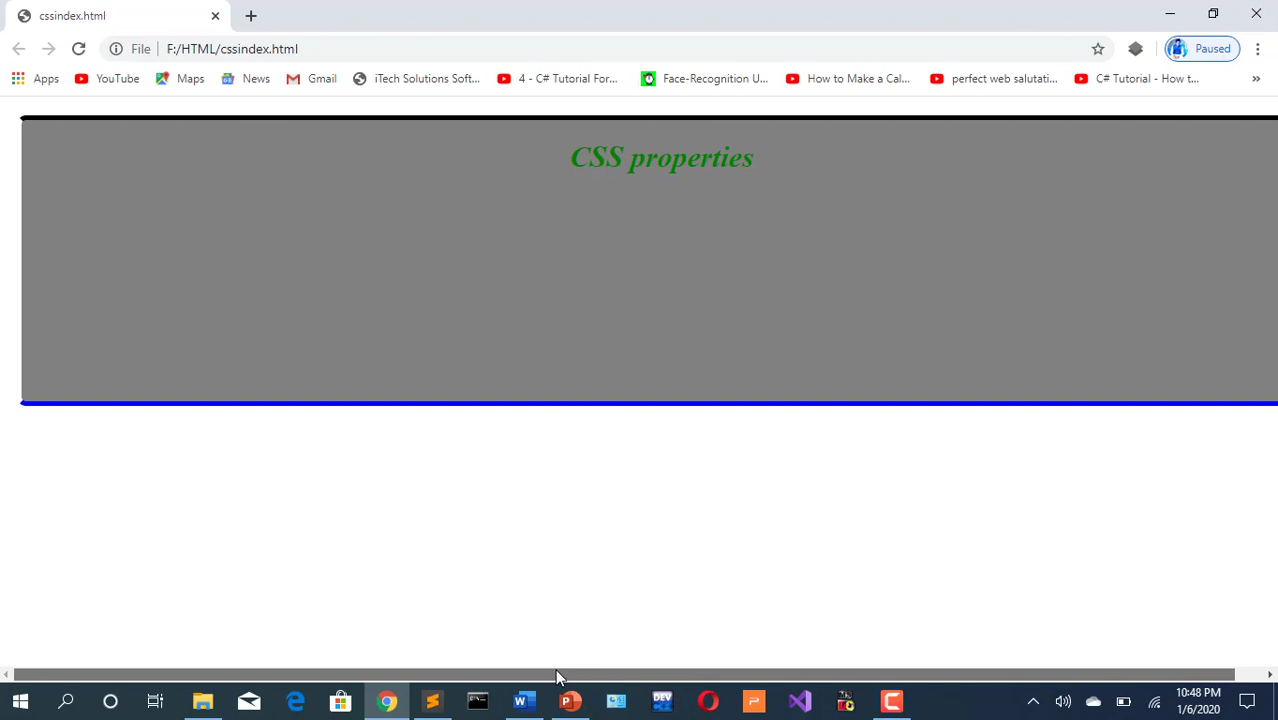 cssindex.html
File F:/HTML/cssindex.html Paused
Apps YouTube Maps News Gmail iTech Solutions Soft... 4 - C# Tutorial For... Face-Recognition U... How to Make a Cal... perfect web salutati... C# Tutorial - How t... »
CSS properties
10:48 PM
1/6/2020